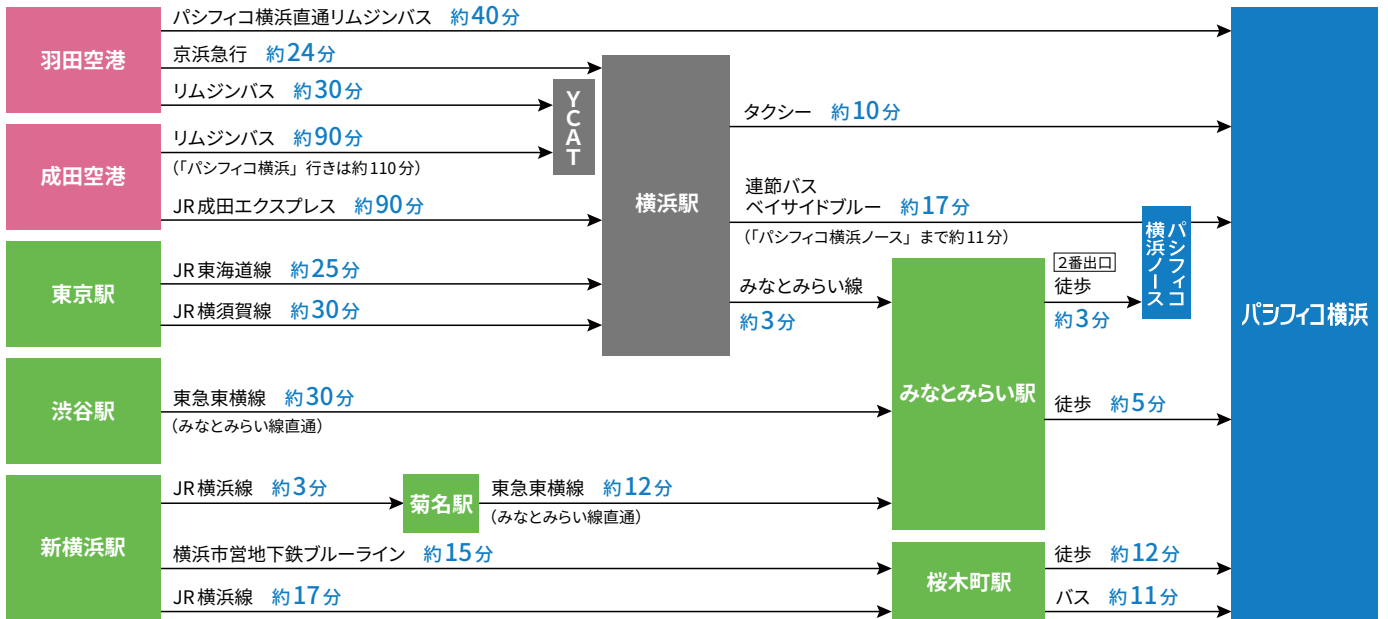 羽田空港
パシフィコ横浜直通リムジンバス 約40分
京浜急行 約24分
リムジンバス 約30分
成田空港
リムジンバス 約90分
(「パシフィコ横浜」行きは約110分)
JR成田エクスプレス 約90分
YCAT
東京駅
JR東海道線 約25分
JR横須賀線 約30分
横浜駅
タクシー 約10分
連節バス
ベイサイドブルー 約17分
(「パシフィコ横浜ノース」まで約11分)
みなとみらい線
約3分
渋谷駅
東急東横線 約30分
(みなとみらい線直通)
新横浜駅
JR横浜線 約3分
菊名駅
東急東横線 約12分
(みなとみらい線直通)
横浜市営地下鉄ブルーライン 約15分
JR横浜線 約17分
みなとみらい駅
2番出口
徒歩
約3分
パシフィコ
横浜ノース
徒歩 約5分
桜木町駅
徒歩 約12分
バス 約11分
パシフィコ横浜